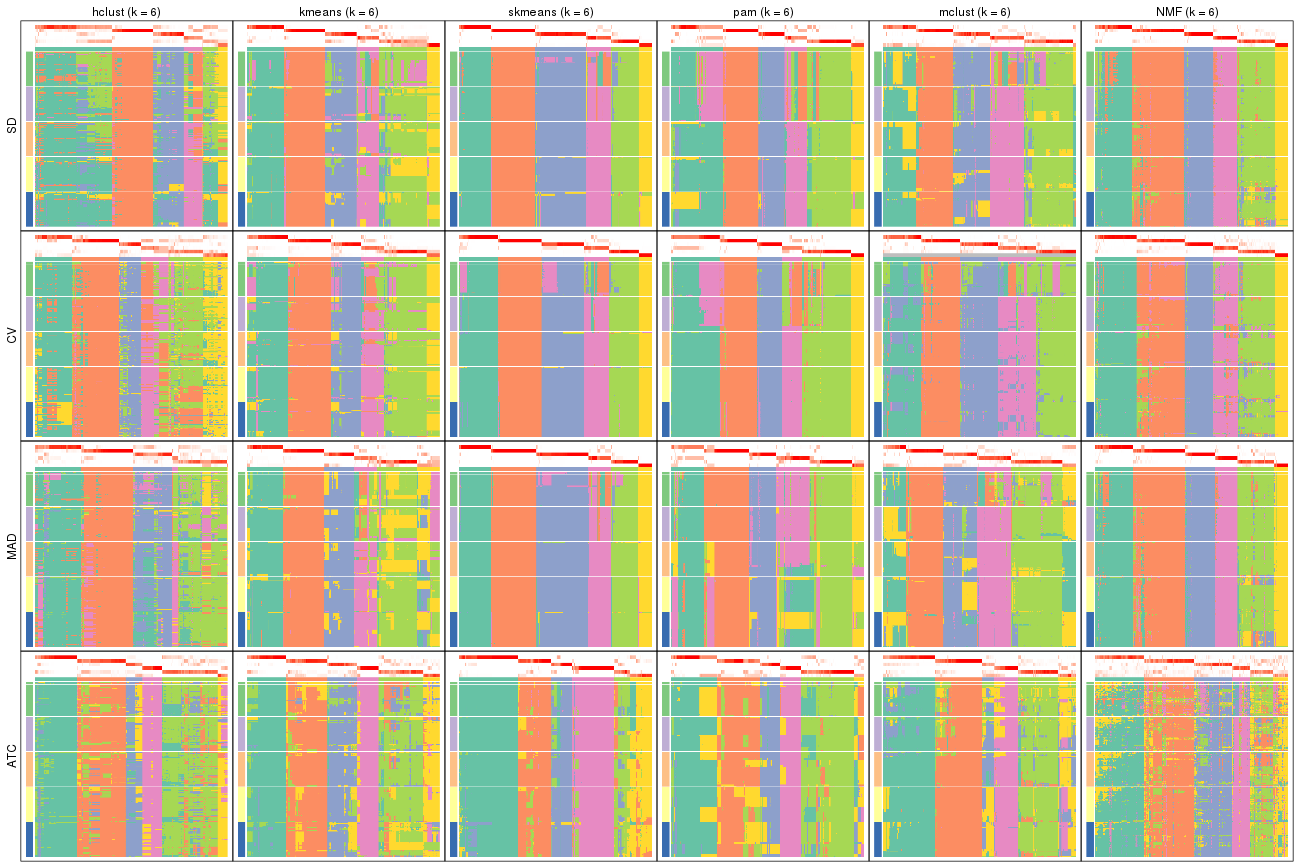 hclust (k = 6) kmeans (k = 6) skmeans (k = 6) pam (k = 6) mclust (k = 6) NMF (k = 6)
SD
CV
MAD
ATC